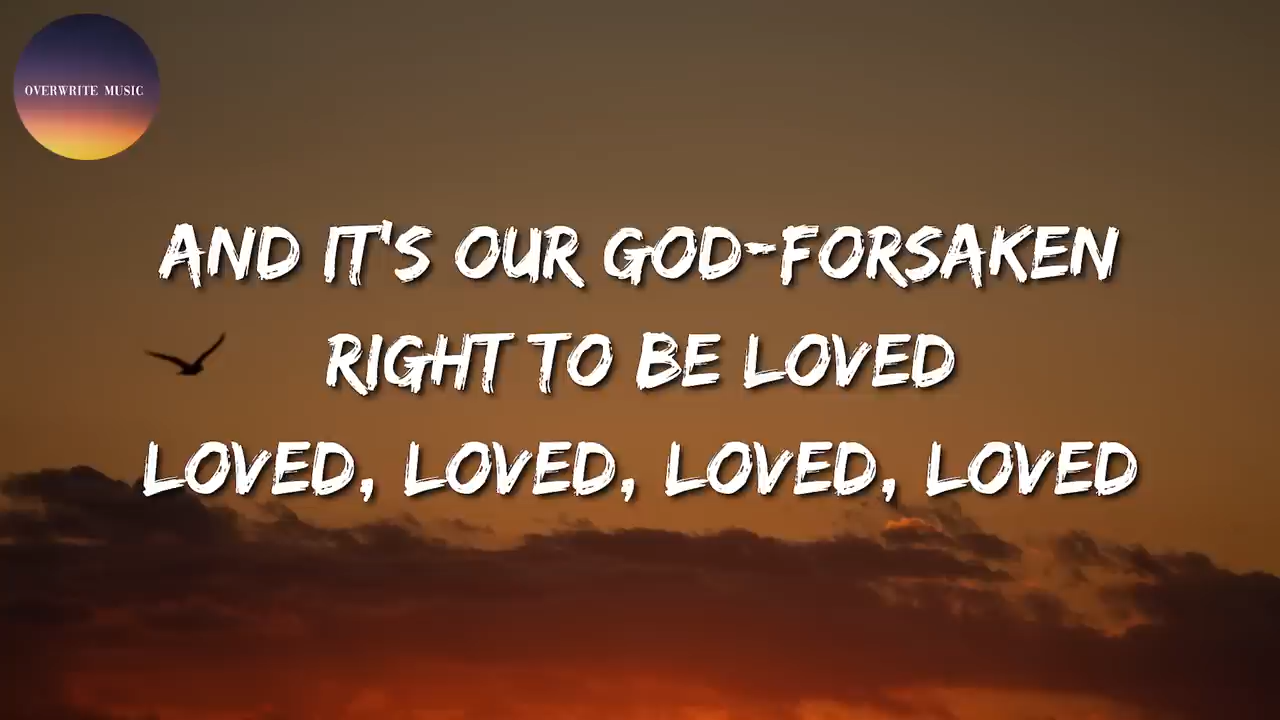 OVERWRITE MUSIC
AND IT'S OUR GOD-FORSAKEN
RIGHT TO BE LOVED
LOVED, LOVED, LOVED, LOVED